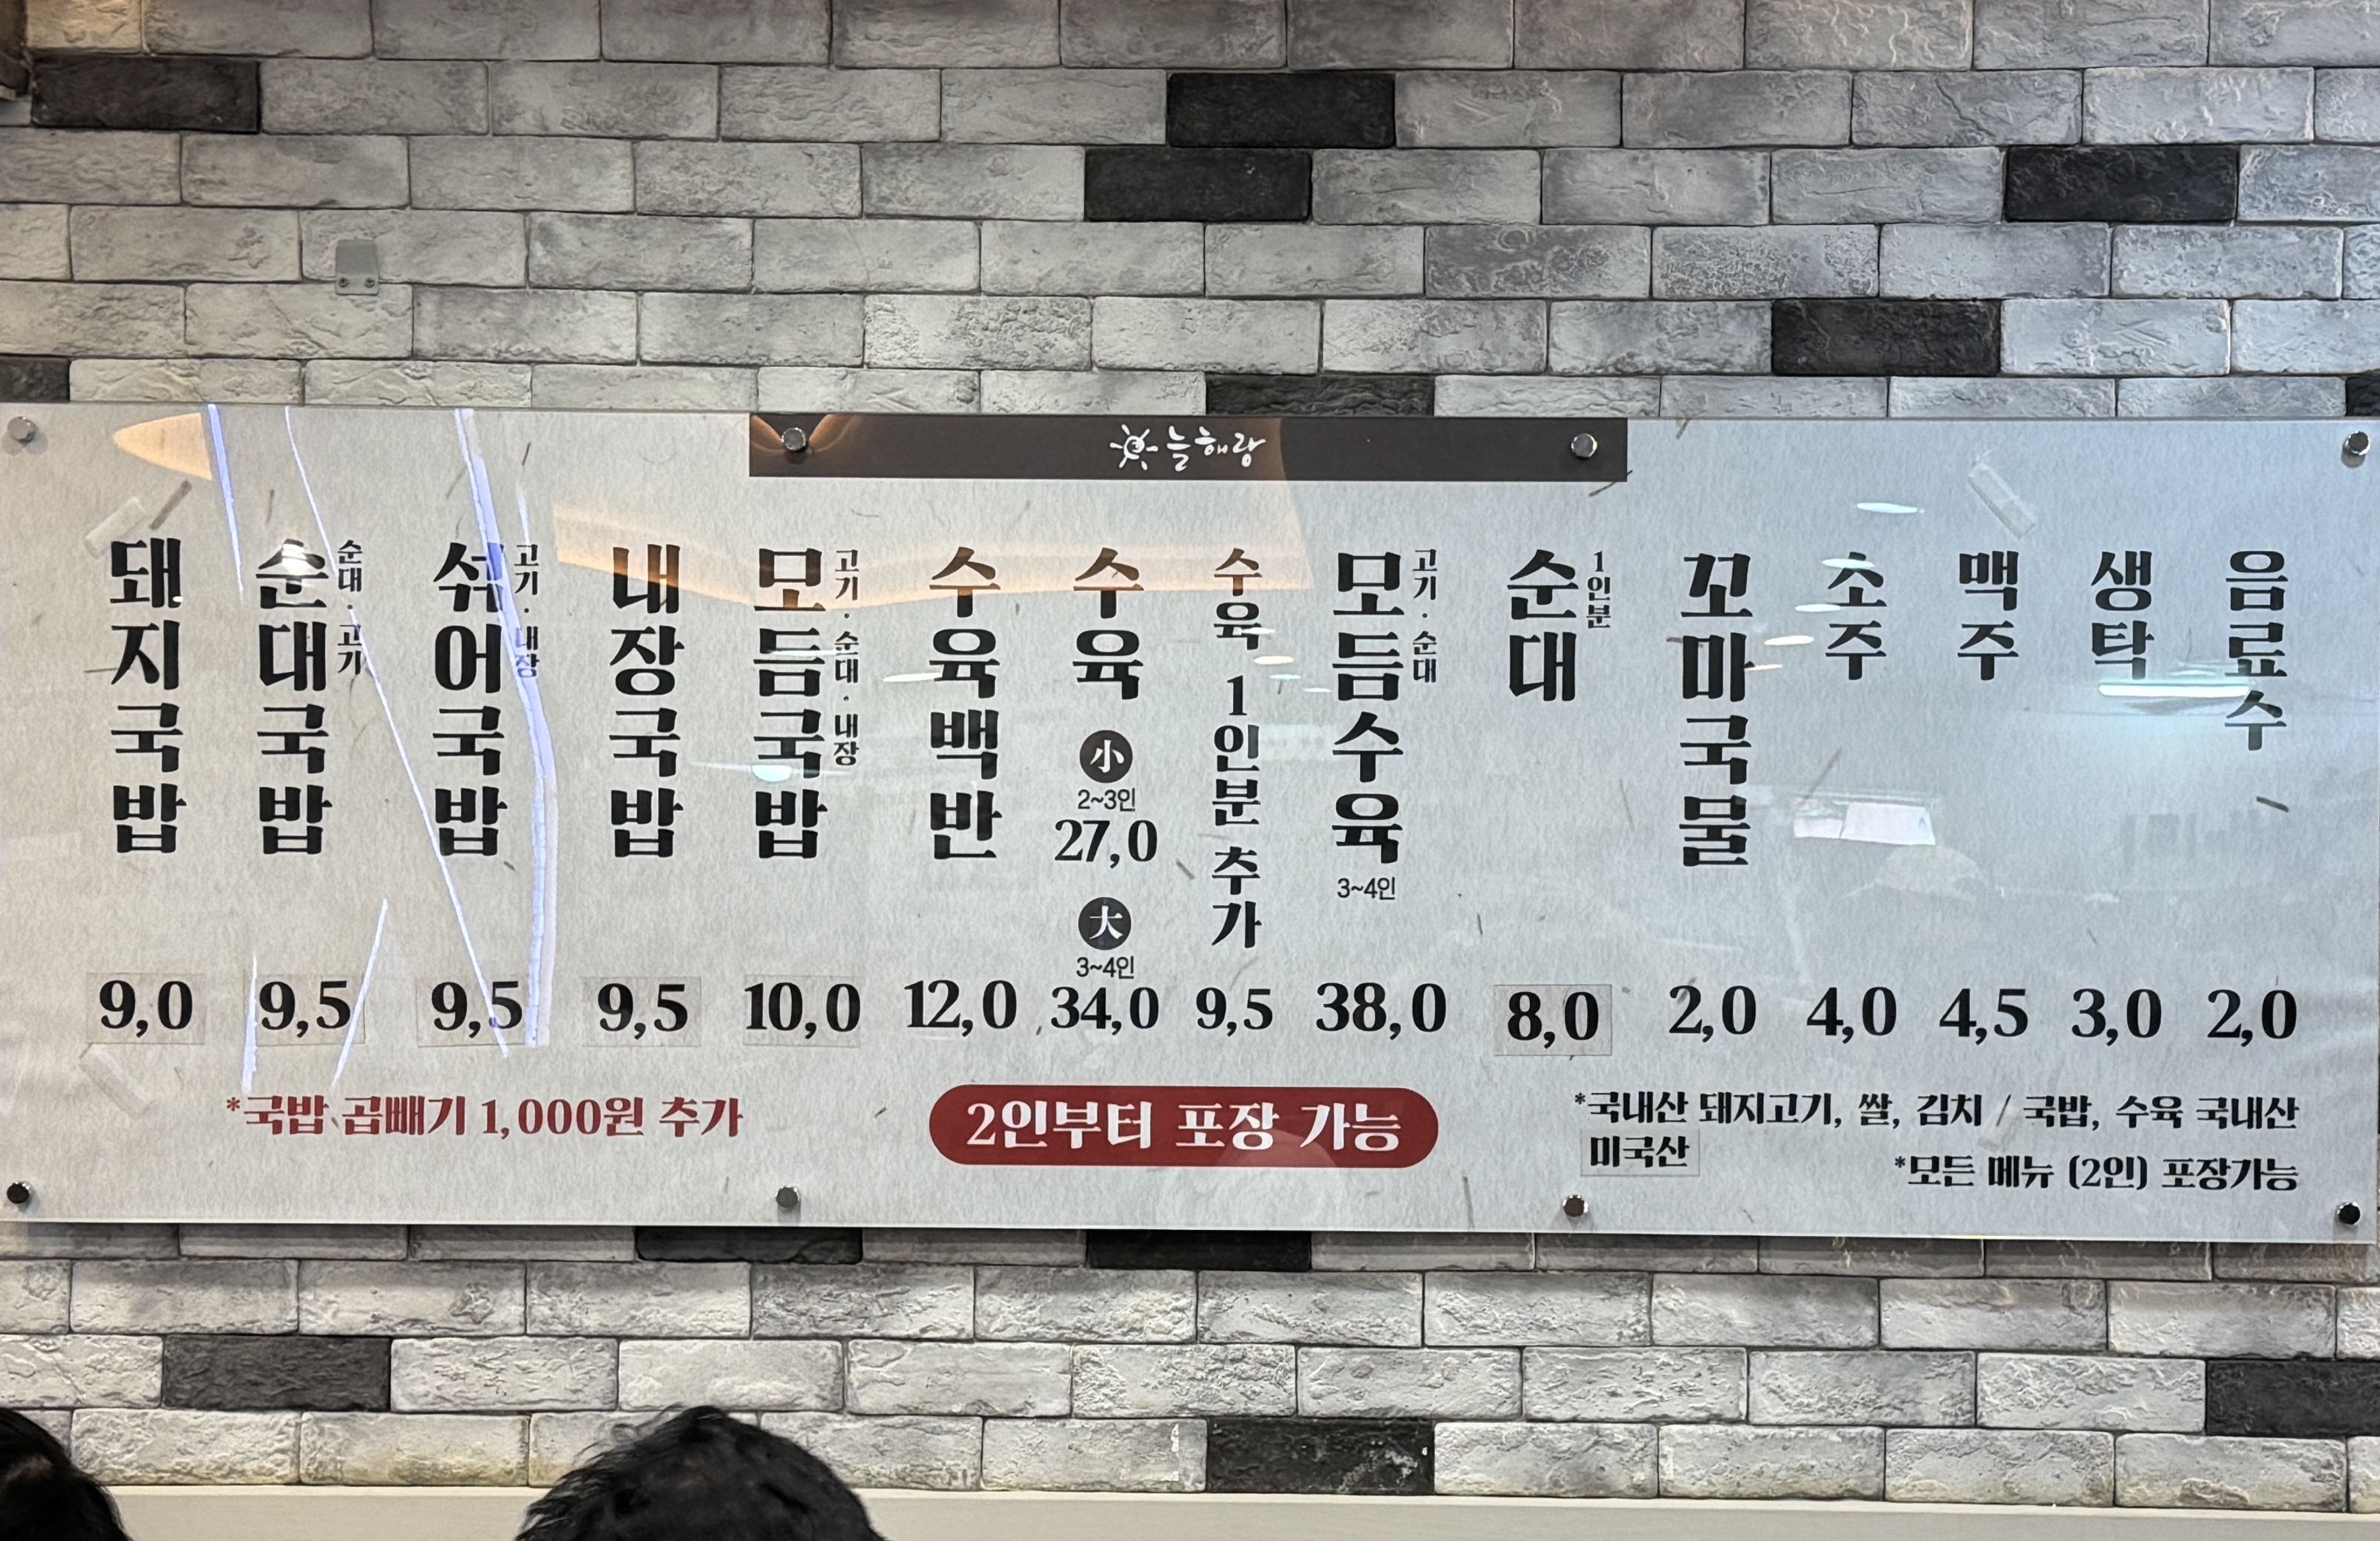 늘해랑
돼지국밥
9,0
순대국밥
순대·고기
9,5
섞어국밥
고기·내장
9,5
내장국밥
9,5
모듬국밥
고기·순대·내장
10,0
수육백반
12,0
수육
小
2~3인
27,0
大
3~4인
34,0
수육 1인분 추가
9,5
모듬수육
고기·순대
3~4인
38,0
순대
1인분
8,0
꼬마국물
2,0
소주
4,0
맥주
4,5
생탁
3,0
음료수
2,0
*국밥 곱빼기 1,000원 추가
2인부터 포장 가능
*국내산 돼지고기, 쌀, 김치 / 국밥, 수육 국내산
미국산
*모든 메뉴 (2인) 포장가능